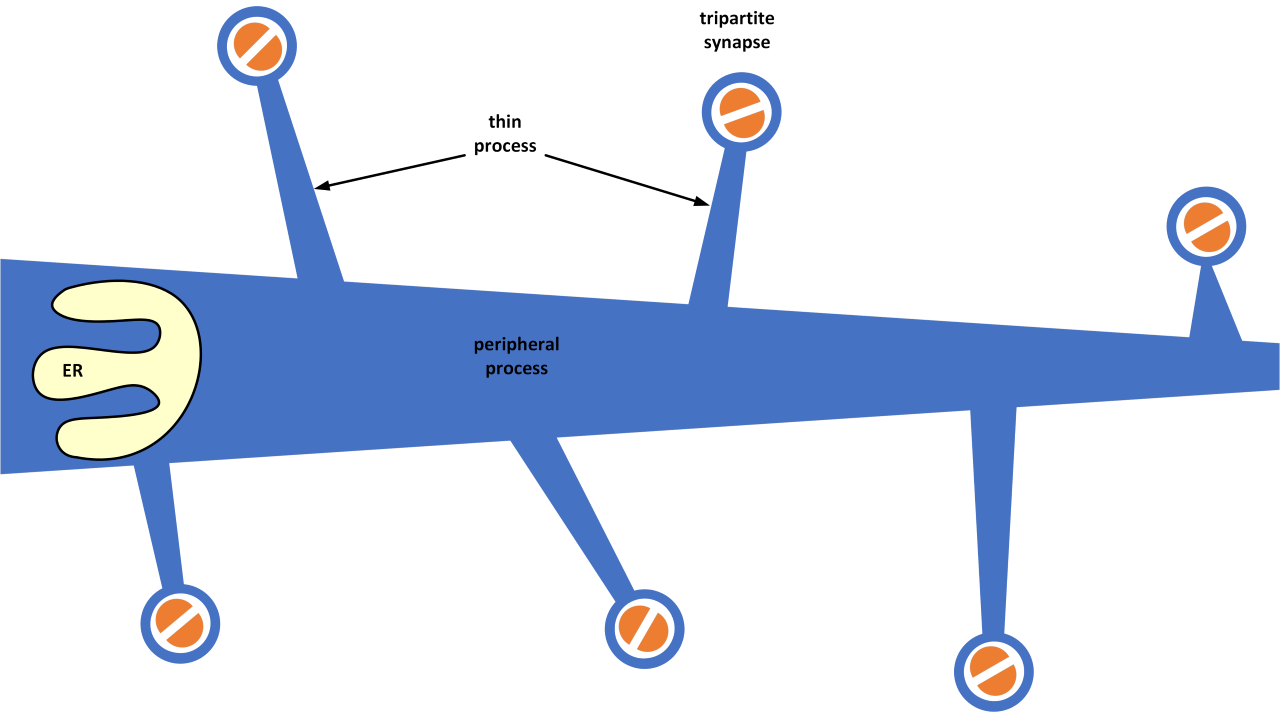 tripartite
synapse
thin
process
peripheral
process
ER